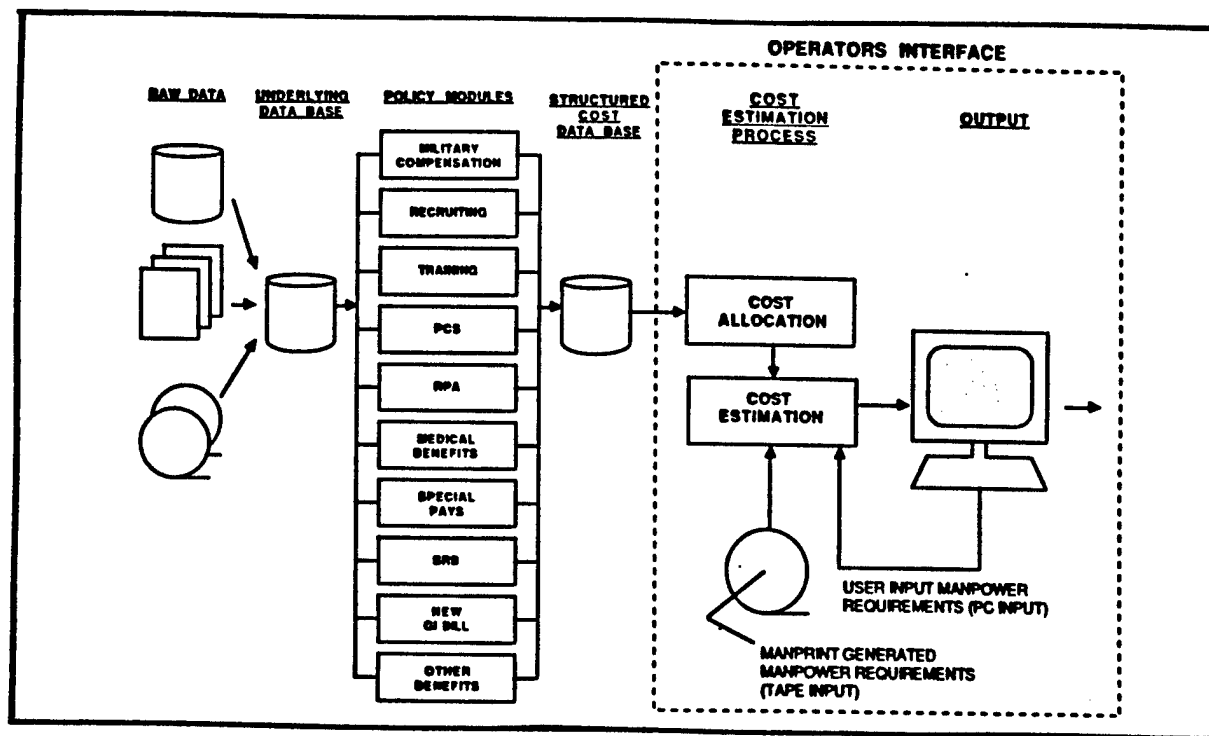 OPERATORS INTERFACE
RAW DATA
UNDERLYING
DATA BASE
POLICY MODULES
STRUCTURED
COST
DATA BASE
COST
ESTIMATION
PROCESS
OUTPUT
MILITARY
COMPENSATION
RECRUITING
TRAINING
PCS
RPA
MEDICAL
BENEFITS
SPECIAL
PAYS
SRB
NEW
GI BILL
OTHER
BENEFITS
COST
ALLOCATION
COST
ESTIMATION
USER INPUT MANPOWER
REQUIREMENTS (PC INPUT)
MANPRINT GENERATED
MANPOWER REQUIREMENTS
(TAPE INPUT)